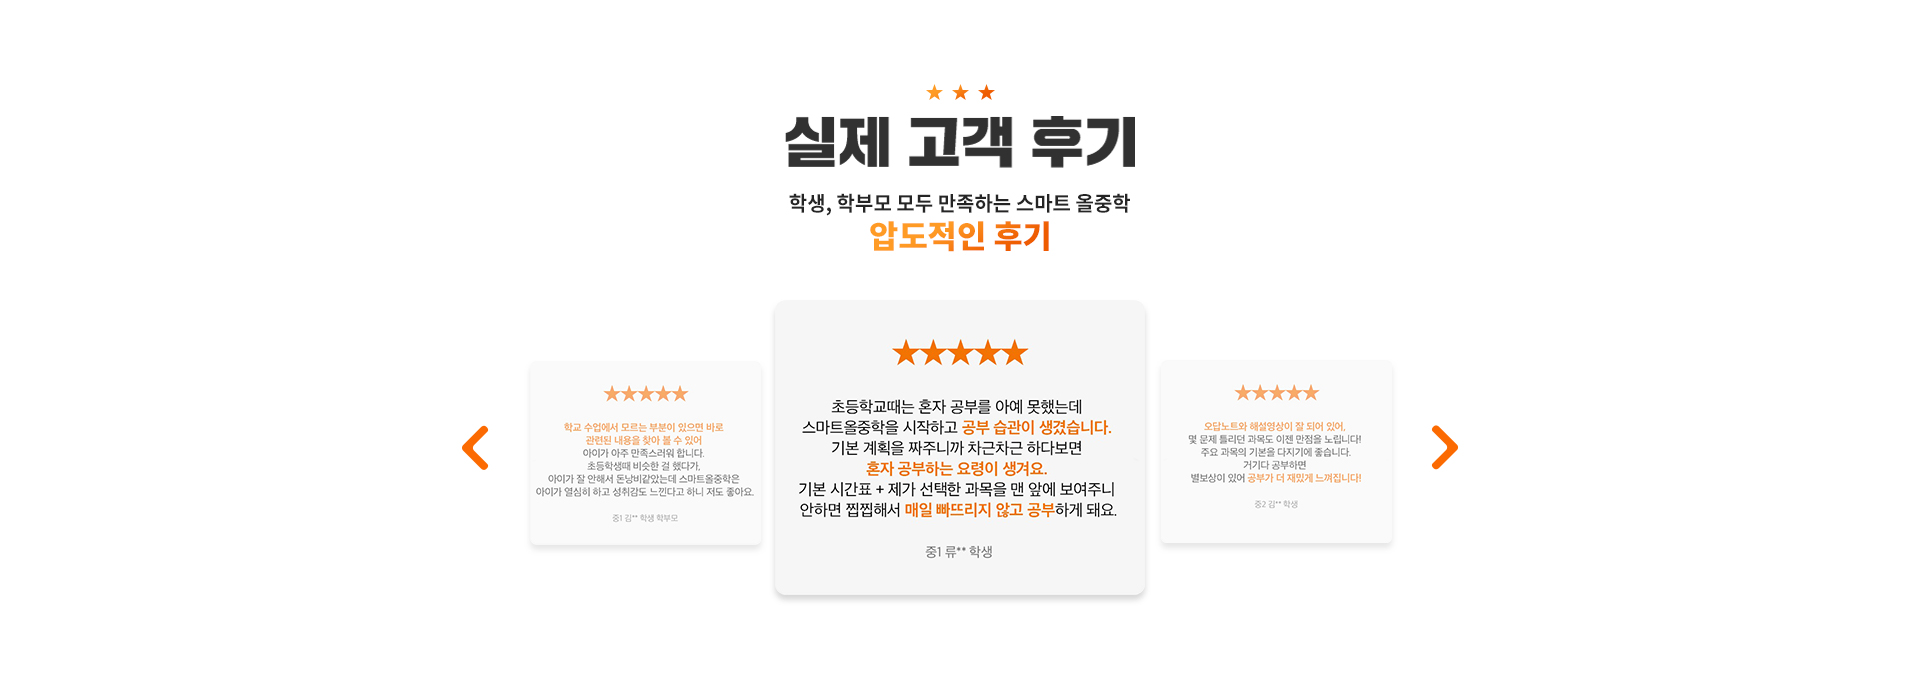 실제 고객 후기
학생, 학부모 모두 만족하는 스마트 올중학
압도적인 후기
학교 수업에서 모르는 부분이 있으면 바로
관련된 내용을 찾아 볼 수 있어
아이가 아주 만족스러워 합니다.
초등학생때 비슷한 걸 했다가,
아이가 잘 안해서 돈낭비같았는데 스마트올중학은
아이가 열심히 하고 성취감도 느낀다고 하니 저도 좋아요.
중1 김** 학생 학부모
초등학교때는 혼자 공부를 아예 못했는데
스마트올중학을 시작하고 공부 습관이 생겼습니다.
기본 계획을 짜주니까 차근차근 하다보면
혼자 공부하는 요령이 생겨요.
기본 시간표 + 제가 선택한 과목을 맨 앞에 보여주니
안하면 찝찝해서 매일 빠뜨리지 않고 공부하게 돼요.
중1 류** 학생
오답노트와 해설영상이 잘 되어 있어,
몇 문제 틀리던 과목도 이젠 만점을 노립니다!
주요 과목의 기본을 다지기에 좋습니다.
거기다 공부하면
별보상이 있어 공부가 더 재밌게 느껴집니다!
중2 김** 학생